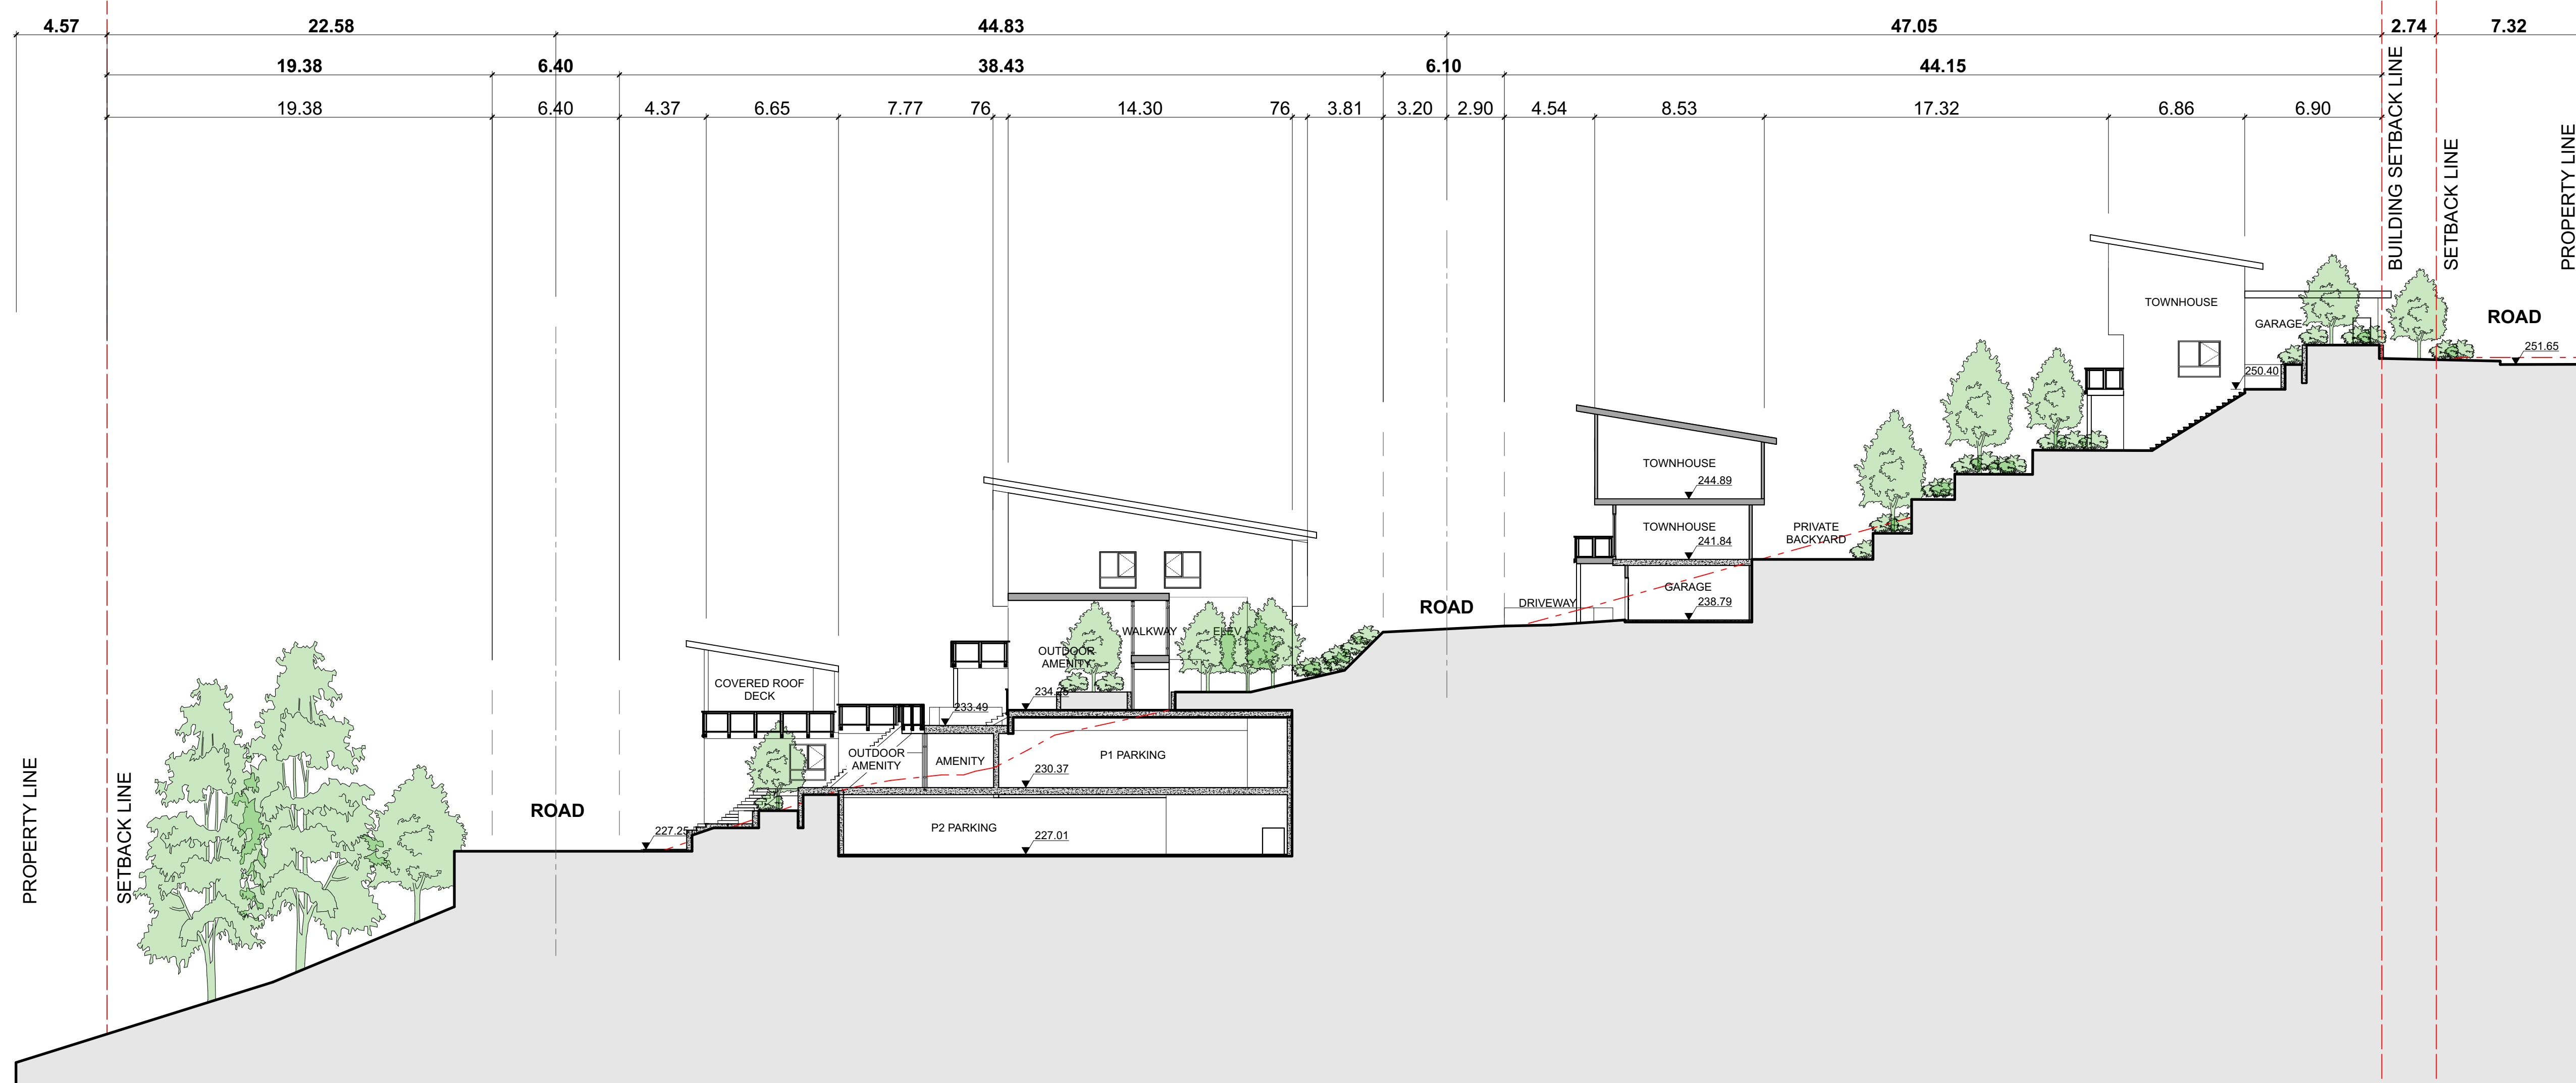 4.57 22.58 44.83 47.05 2.74 7.32
19.38 6.40 38.43 6.10 44.15
19.38 6.40 4.37 6.65 7.77 76 14.30 76 3.81 3.20 2.90 4.54 8.53 17.32 6.86 6.90
BUILDING SETBACK LINE
SETBACK LINE
PROPERTY LINE
TOWNHOUSE
ROAD
GARAGE
251.65
250.40
TOWNHOUSE
244.89
TOWNHOUSE
241.84
PRIVATE
BACKYARD
GARAGE
238.79
DRIVEWAY
ROAD
WALKWAY
ELEV
OUTDOOR
AMENITY
234.25
COVERED ROOF
DECK
233.49
OUTDOOR
AMENITY
AMENITY
P1 PARKING
230.37
P2 PARKING
227.01
ROAD
227.25
PROPERTY LINE
SETBACK LINE